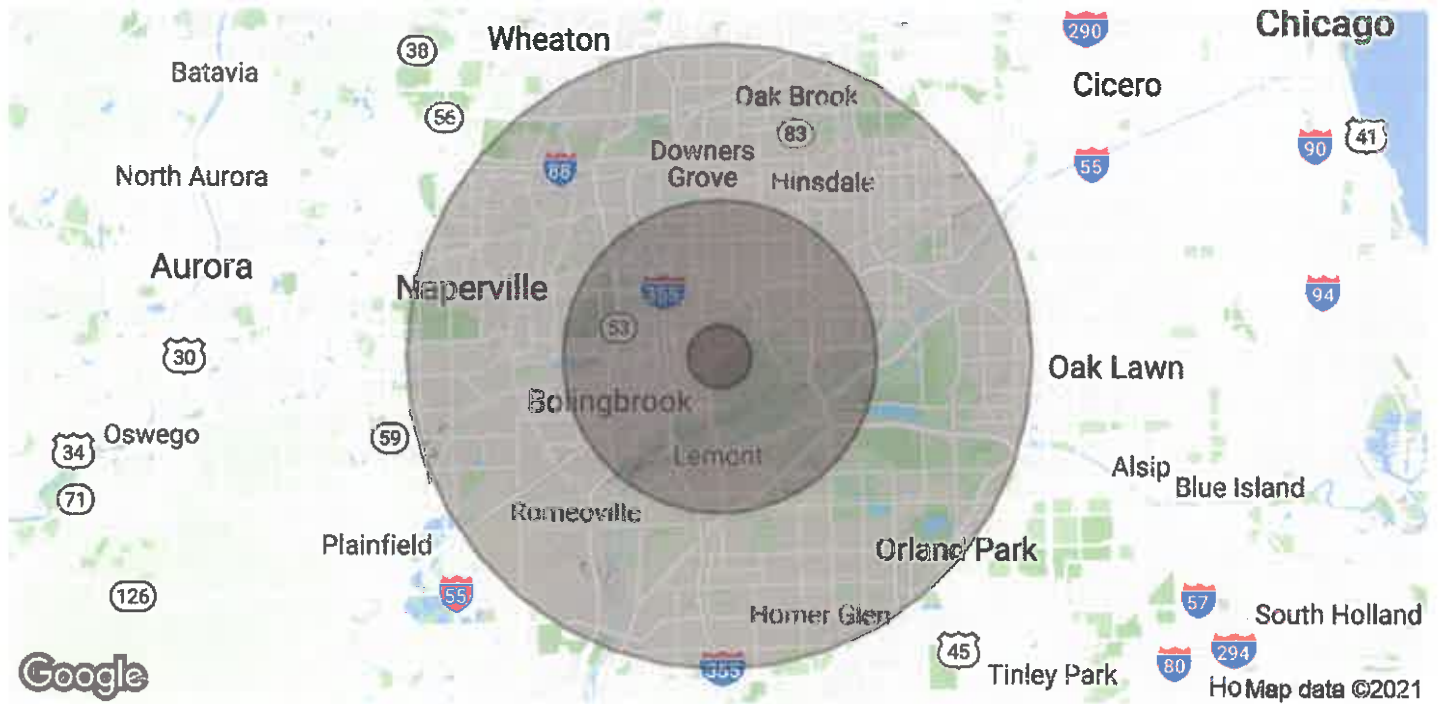 Chicago
290
Wheaton
38
Batavia
Cicero
Oak Brook
56
83
41
90
Downers
Grove
55
88
North Aurora
Hinsdale
Aurora
Naperville
355
94
53
30
Oak Lawn
Bolingbrook
Oswego
59
34
Lemont
Alsip
Blue Island
71
Romeoville
Plainfield
Orland Park
126
55
57
Homer Glen
South Holland
45
294
80
355
Google
Tinley Park
Ho
Map data ©2021